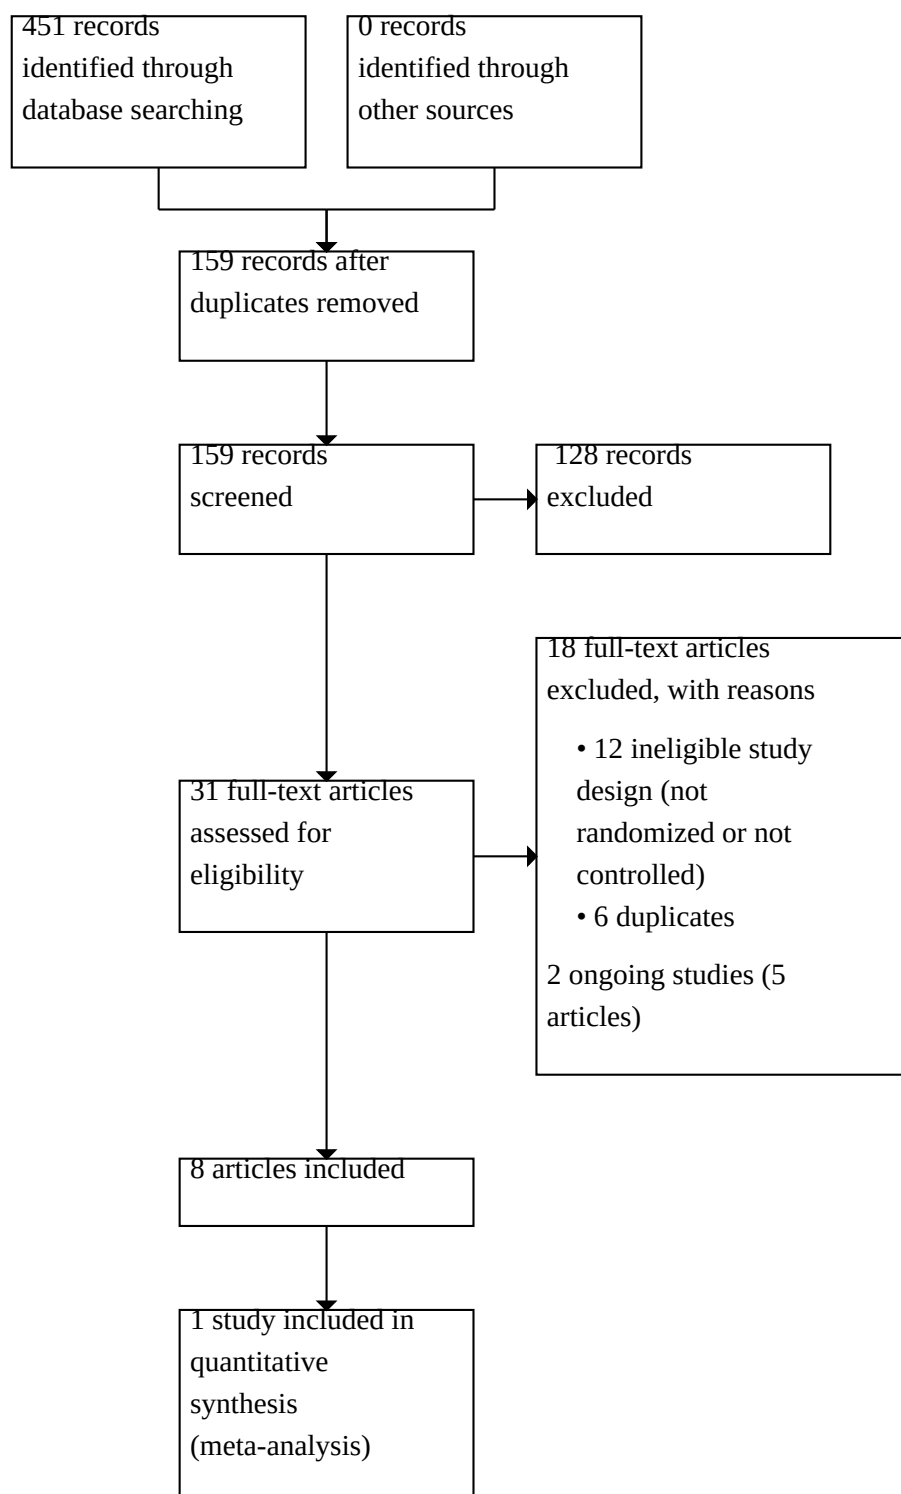 451 records
identified through
database searching
0 records
identified through
other sources
159 records after
duplicates removed
159 records
screened
128 records
excluded
18 full-text articles
excluded, with reasons
• 12 ineligible study
design (not
randomized or not
controlled)
• 6 duplicates
2 ongoing studies (5
articles)
31 full-text articles
assessed for
eligibility
8 articles included
1 study included in
quantitative
synthesis
(meta-analysis)